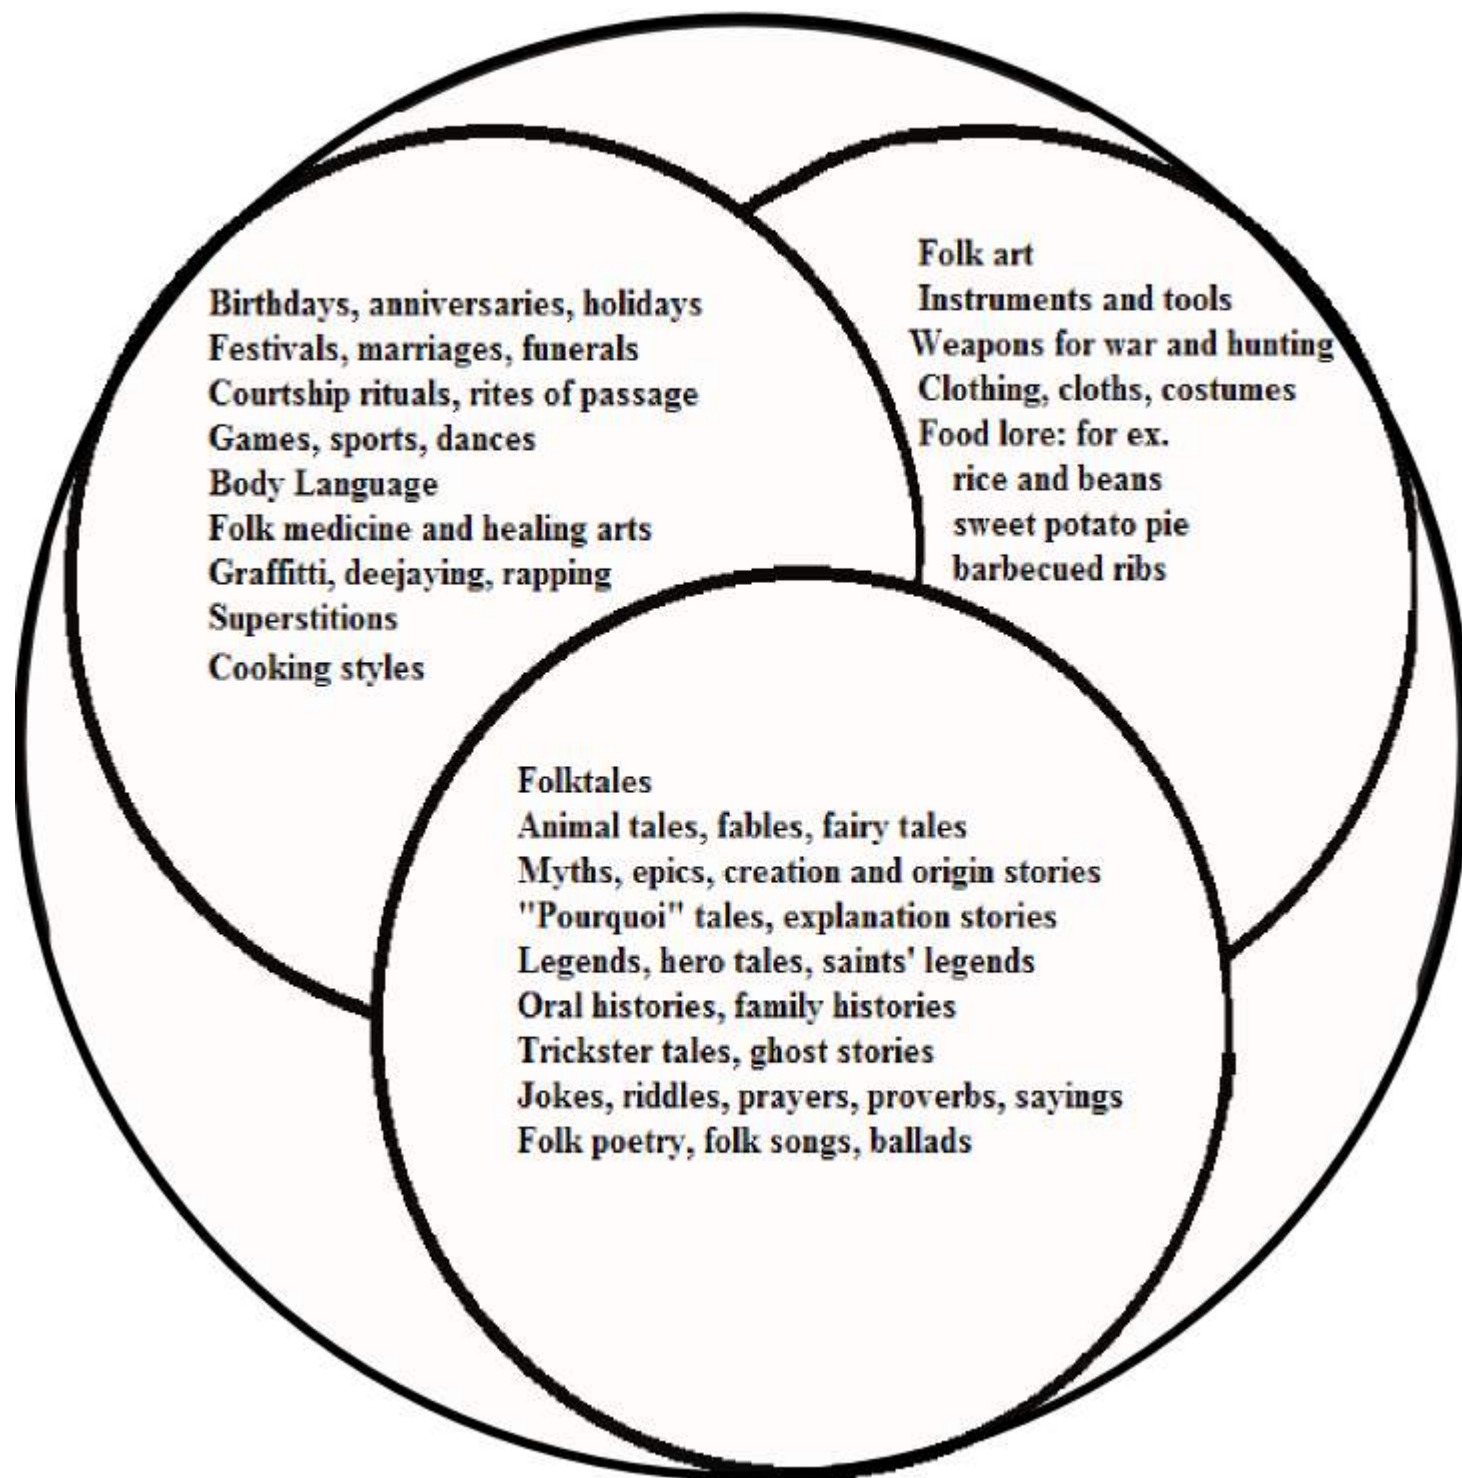 Birthdays, anniversaries, holidays
Festivals, marriages, funerals
Courtship rituals, rites of passage
Games, sports, dances
Body Language
Folk medicine and healing arts
Graffitti, deejaying, rapping
Superstitions
Cooking styles
Folk art
Instruments and tools
Weapons for war and hunting
Clothing, cloths, costumes
Food lore: for ex.
rice and beans
sweet potato pie
barbecued ribs
Folktales
Animal tales, fables, fairy tales
Myths, epics, creation and origin stories
"Pourquoi" tales, explanation stories
Legends, hero tales, saints' legends
Oral histories, family histories
Trickster tales, ghost stories
Jokes, riddles, prayers, proverbs, sayings
Folk poetry, folk songs, ballads